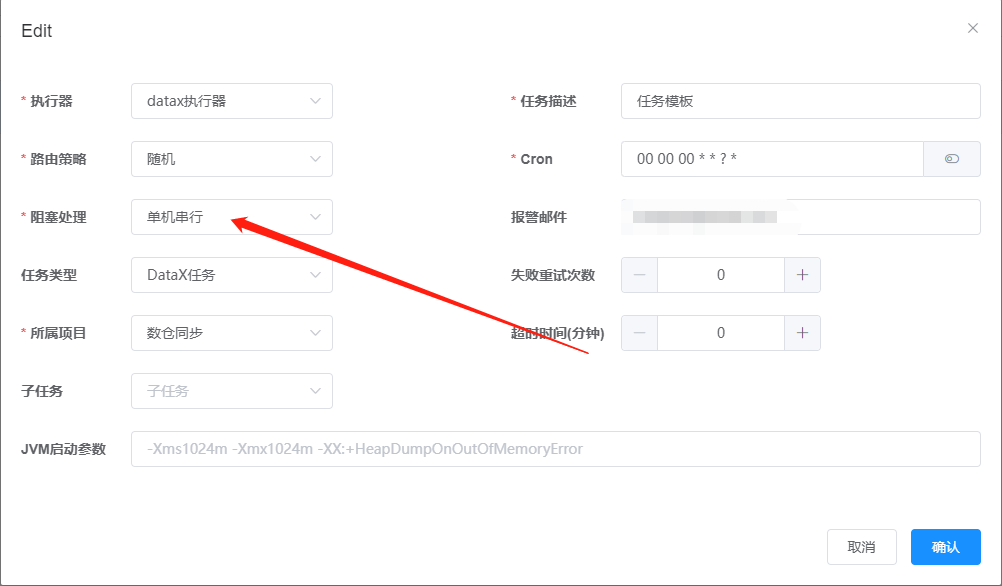 Edit
* 执行器 datax执行器 * 任务描述 任务模板
* 路由策略 随机 * Cron 00 00 00 * * ? *
* 阻塞处理 单机串行 报警邮件
任务类型 DataX任务 失败重试次数 0
* 所属项目 数仓同步 超时时间(分钟) 0
子任务 子任务
JVM启动参数 -Xms1024m -Xmx1024m -XX:+HeapDumpOnOutOfMemoryError
取消 确认